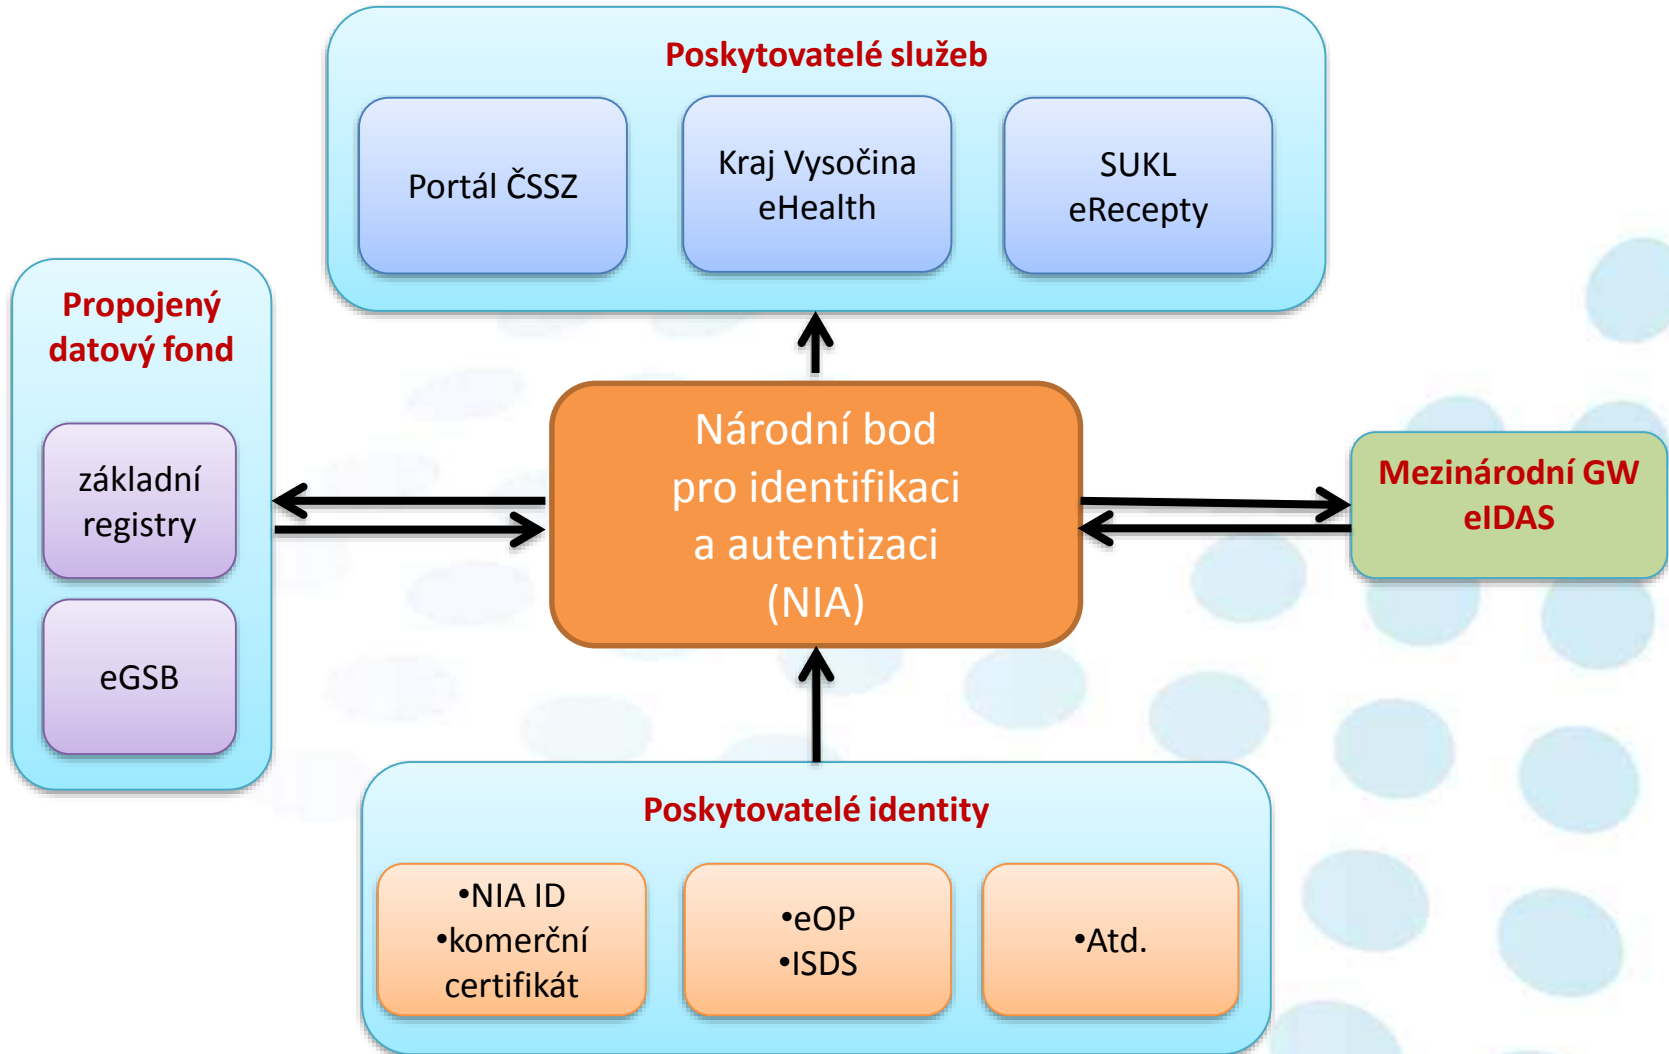 Poskytovatelé služeb
Portál ČSSZ
Kraj Vysočina
eHealth
SUKL
eRecepty
Propojený
datový fond
základní
registry
eGSB
Národní bod
pro identifikaci
a autentizaci
(NIA)
Mezinárodní GW
eIDAS
Poskytovatelé identity
•NIA ID
•komerční
certifikát
•eOP
•ISDS
•Atd.